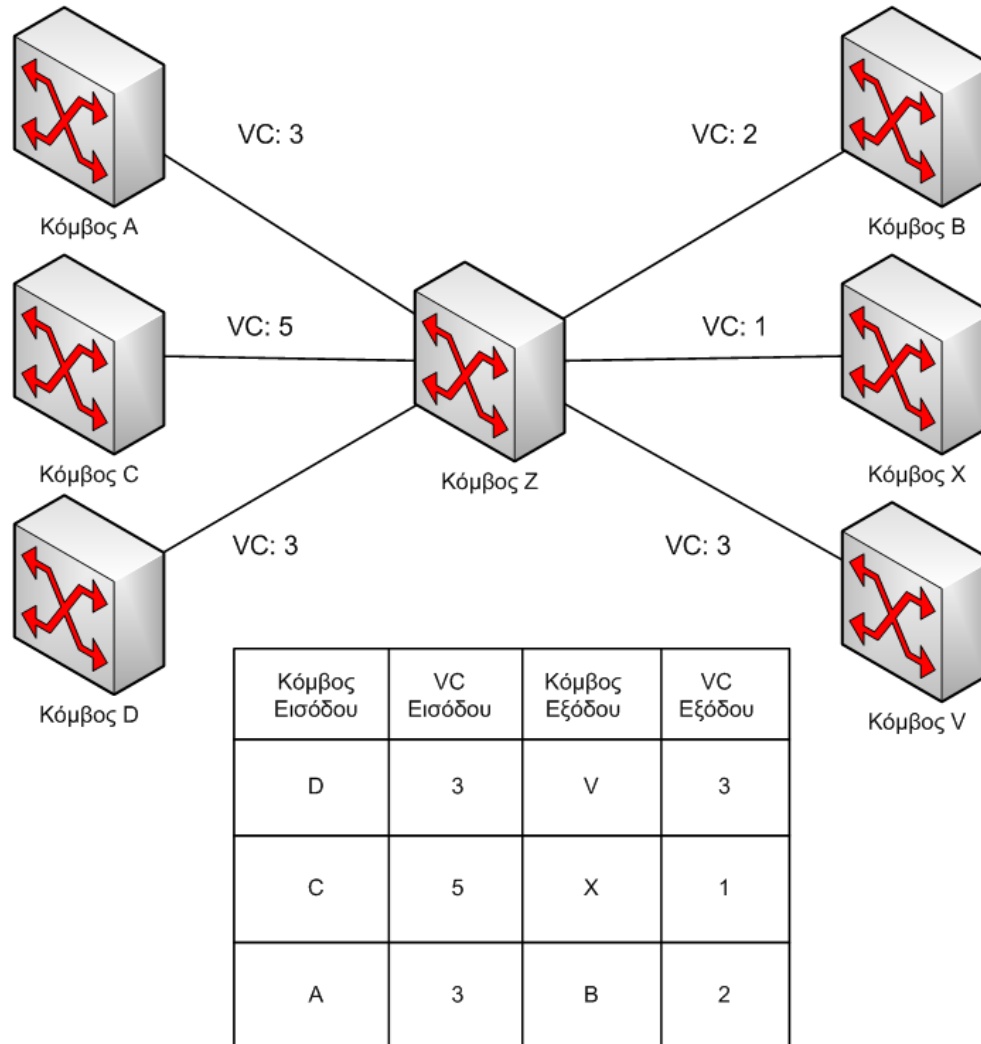 VC: 3
VC: 2
Κόμβος A
Κόμβος B
VC: 5
VC: 1
Κόμβος C
Κόμβος Z
Κόμβος X
VC: 3
VC: 3
Κόμβος D
Κόμβος V
Κόμβος Εισόδου VC Εισόδου Κόμβος Εξόδου VC Εξόδου
D 3 V 3
C 5 X 1
A 3 B 2